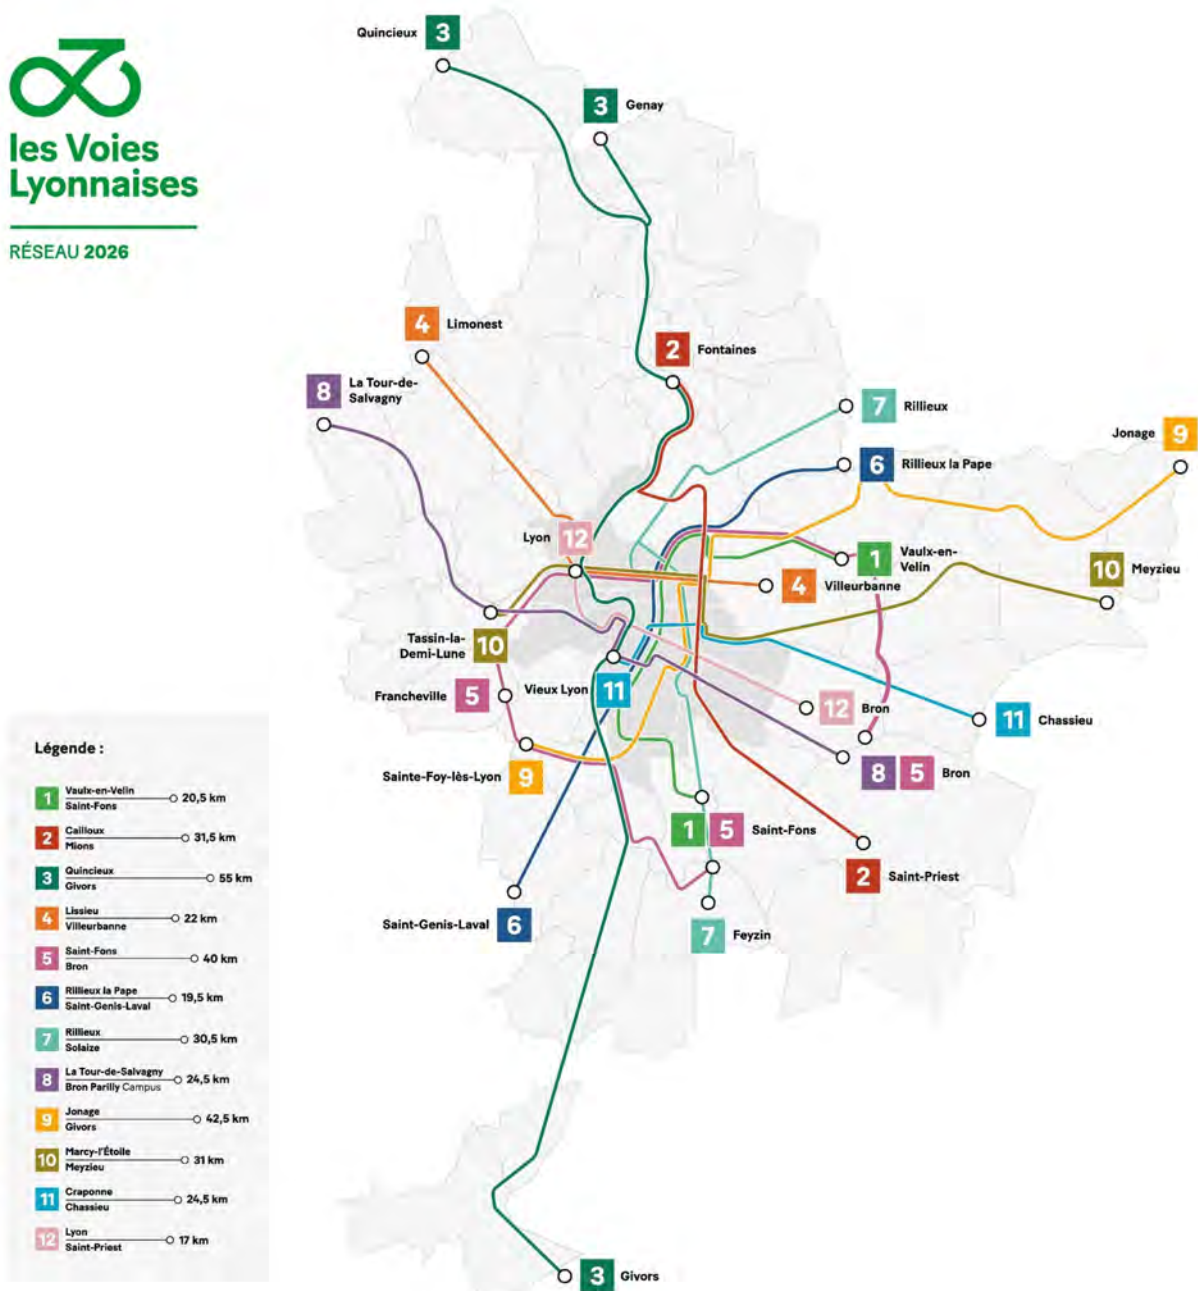 les Voies
Lyonnaises
RÉSEAU 2026
Quincieux 3
3 Genay
4 Limonest
2 Fontaines
8 La Tour-de-
Salvagny
7 Rillieux
Jonage 9
6 Rillieux la Pape
Lyon 12
1 Vaulx-en-
Velin
10 Meyzieu
4 Villeurbanne
Tassin-la-
Demi-Lune 10
Francheville 5
Vieux Lyon 11
12 Bron
11 Chassieu
8 5 Bron
Sainte-Foy-lès-Lyon 9
1 5 Saint-Fons
2 Saint-Priest
Saint-Genis-Laval 6
7 Feyzin
3 Givors
Légende :
1 Vaulx-en-Velin
Saint-Fons 20,5 km
2 Cailloux
Mions 31,5 km
3 Quincieux
Givors 55 km
4 Lissieu
Villeurbanne 22 km
5 Saint-Fons
Bron 40 km
6 Rillieux la Pape
Saint-Genis-Laval 19,5 km
7 Rillieux
Solaize 30,5 km
8 La Tour-de-Salvagny
Bron Parilly Campus 24,5 km
9 Jonage
Givors 42,5 km
10 Marcy-l'Étoile
Meyzieu 31 km
11 Craponne
Chassieu 24,5 km
12 Lyon
Saint-Priest 17 km